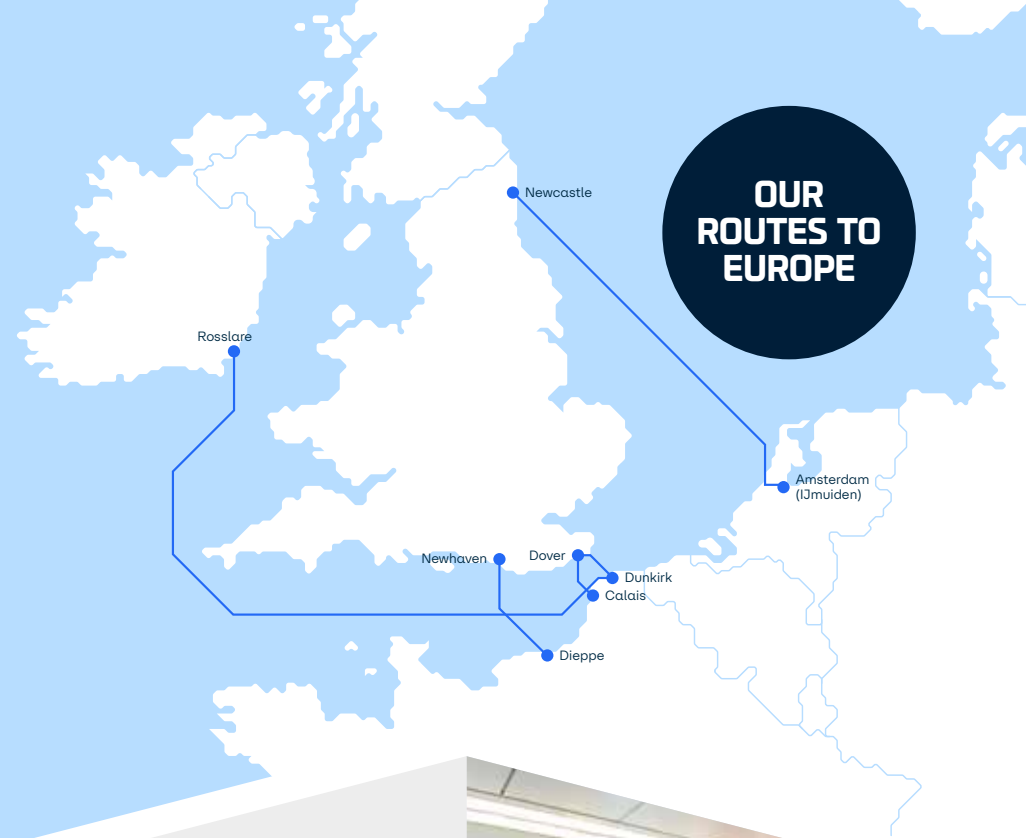 OUR
ROUTES TO
EUROPE
Newcastle
Rosslare
Amsterdam
(IJmuiden)
Newhaven
Dover
Dunkirk
Calais
Dieppe